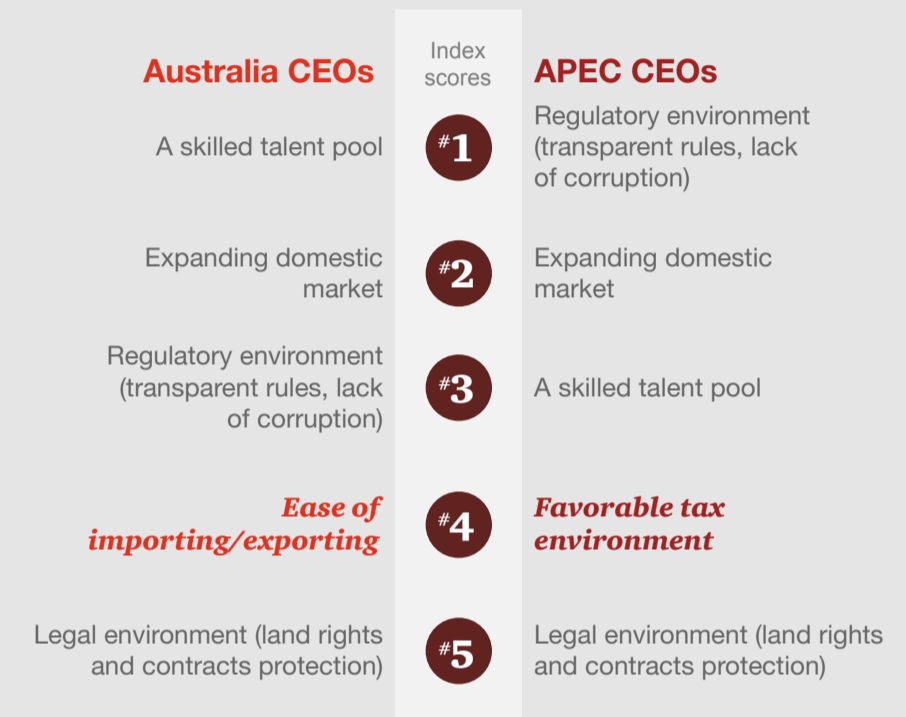 Australia CEOs
Index
scores
APEC CEOs
A skilled talent pool
#1
Regulatory environment
(transparent rules, lack
of corruption)
Expanding domestic
market
#2
Expanding domestic
market
Regulatory environment
(transparent rules, lack
of corruption)
#3
A skilled talent pool
Ease of
importing/exporting
#4
Favorable tax
environment
Legal environment (land rights
and contracts protection)
#5
Legal environment (land rights
and contracts protection)